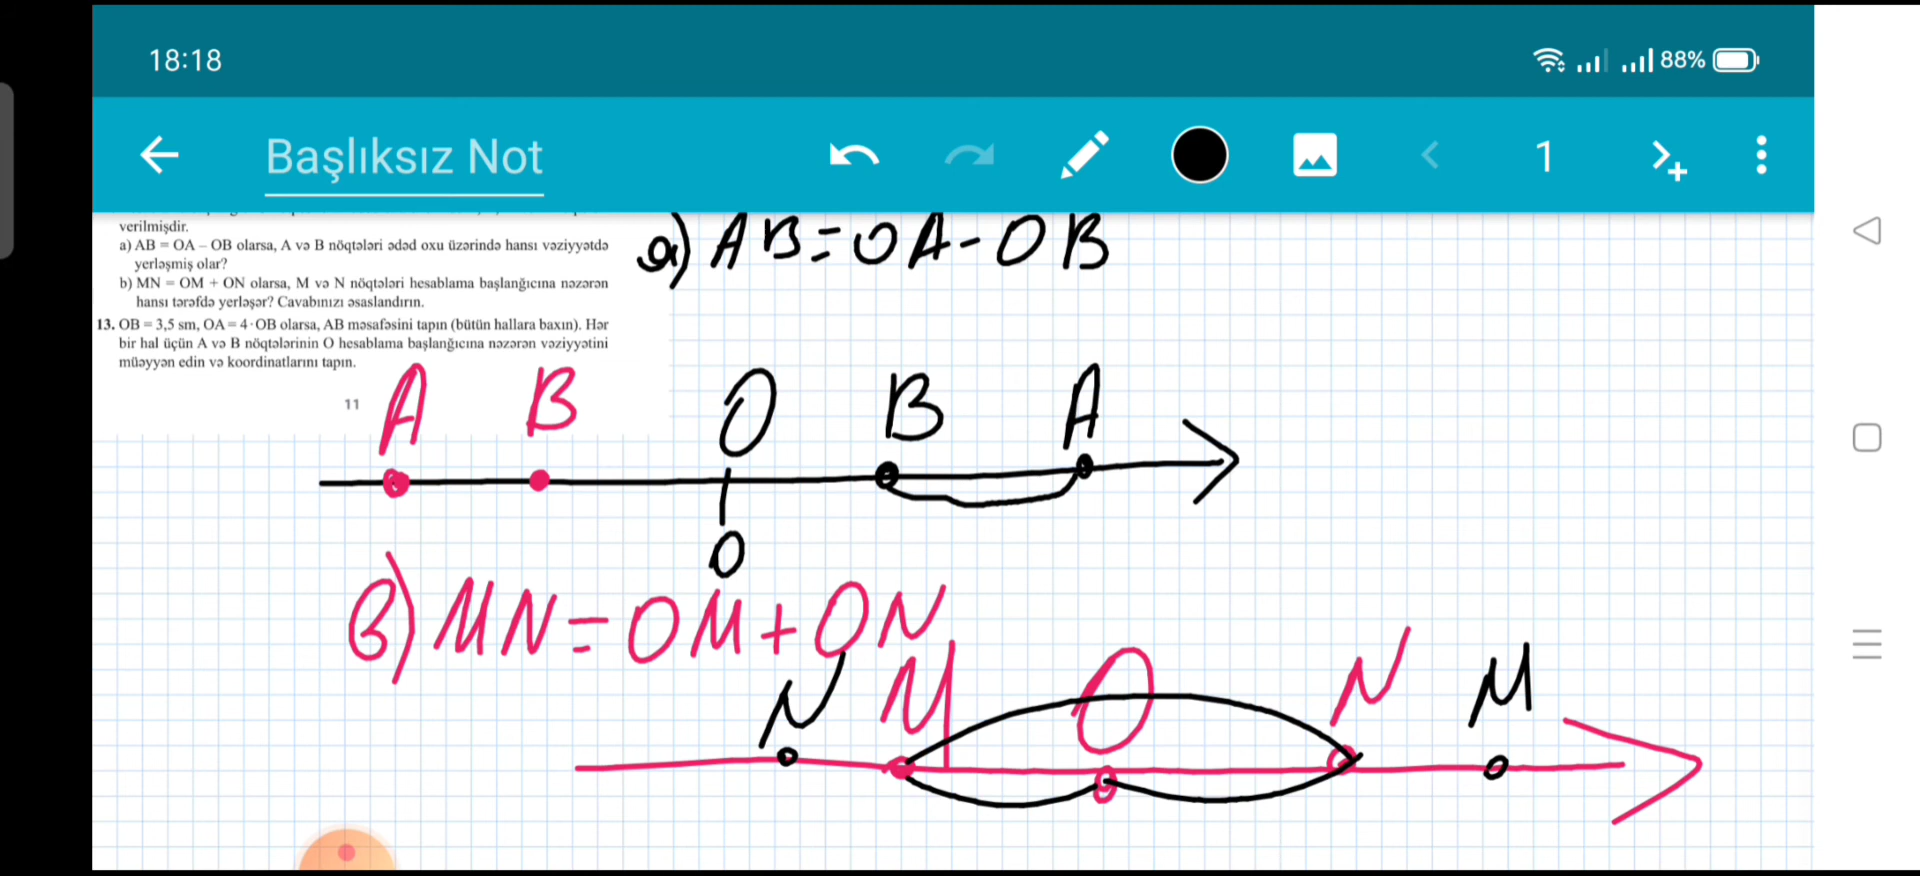 18:18
88%
Başlıksız Not
1
verilmişdir.
a) AB = OA – OB olarsa, A və B nöqtələri ədəd oxu üzərində hansı vəziyyətdə
yerləşmiş olar?
b) MN = OM + ON olarsa, M və N nöqtələri hesablama başlanğıcına nəzərən
hansı tərəfdə yerləşər? Cavabınızı əsaslandırın.
13. OB = 3,5 sm, OA = 4 · OB olarsa, AB məsafəsini tapın (bütün hallara baxın). Hər
bir hal üçün A və B nöqtələrinin O hesablama başlanğıcına nəzərən vəziyyətini
müəyyən edin və koordinatlarını tapın.
11
a) AB=OA-OB
A B O B A
O
B) MN=OM+ON
N M O N M